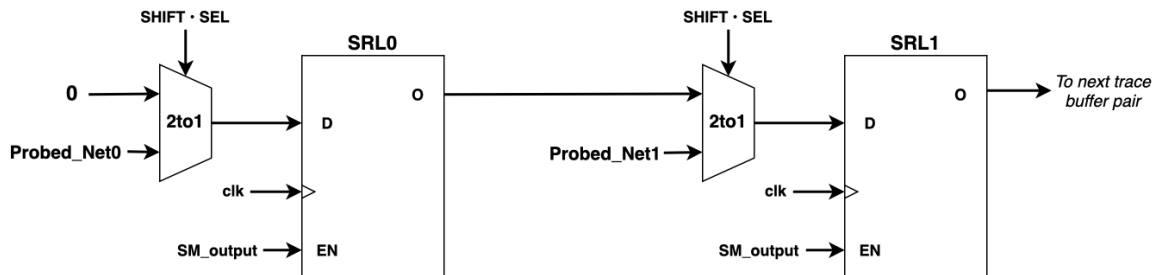 SHIFT · SEL
SHIFT · SEL
SRL0
SRL1
0
O
O
To next trace
buffer pair
2to1
D
2to1
D
Probed_Net0
Probed_Net1
clk
clk
SM_output
EN
SM_output
EN